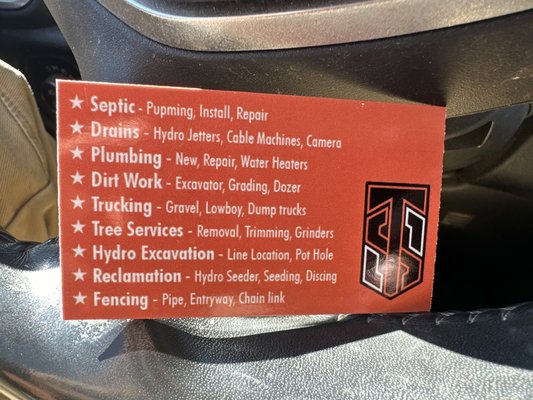 ★ Septic - Pupming, Install, Repair
★ Drains - Hydro Jetters, Cable Machines, Camera
★ Plumbing - New, Repair, Water Heaters
★ Dirt Work - Excavator, Grading, Dozer
★ Trucking - Gravel, Lowboy, Dump trucks
★ Tree Services - Removal, Trimming, Grinders
★ Hydro Excavation - Line Location, Pot Hole
★ Reclamation - Hydro Seeder, Seeding, Discing
★ Fencing - Pipe, Entryway, Chain link